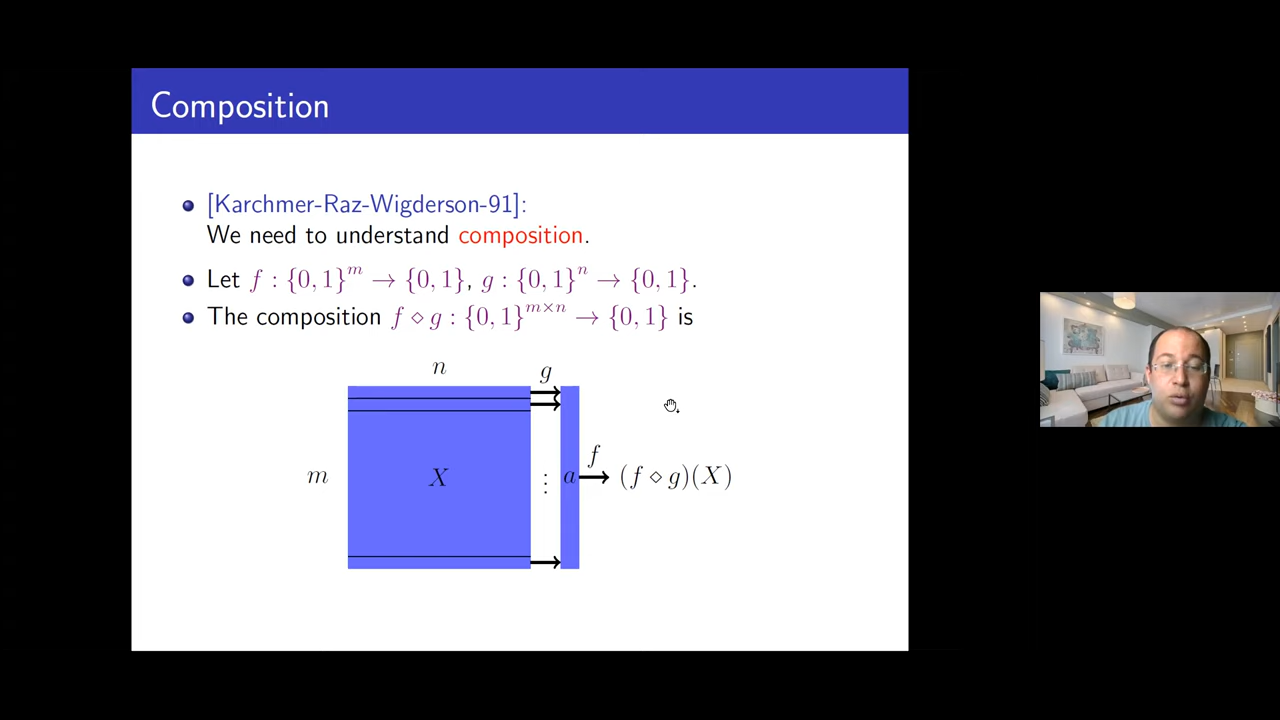 Composition
[Karchmer-Raz-Wigderson-91]:
We need to understand composition.
Let f : {0, 1}^m → {0, 1}, g : {0, 1}^n → {0, 1}.
The composition f ⋄ g : {0, 1}^{m×n} → {0, 1} is
n g
f
m X ⋮ a (f ⋄ g)(X)